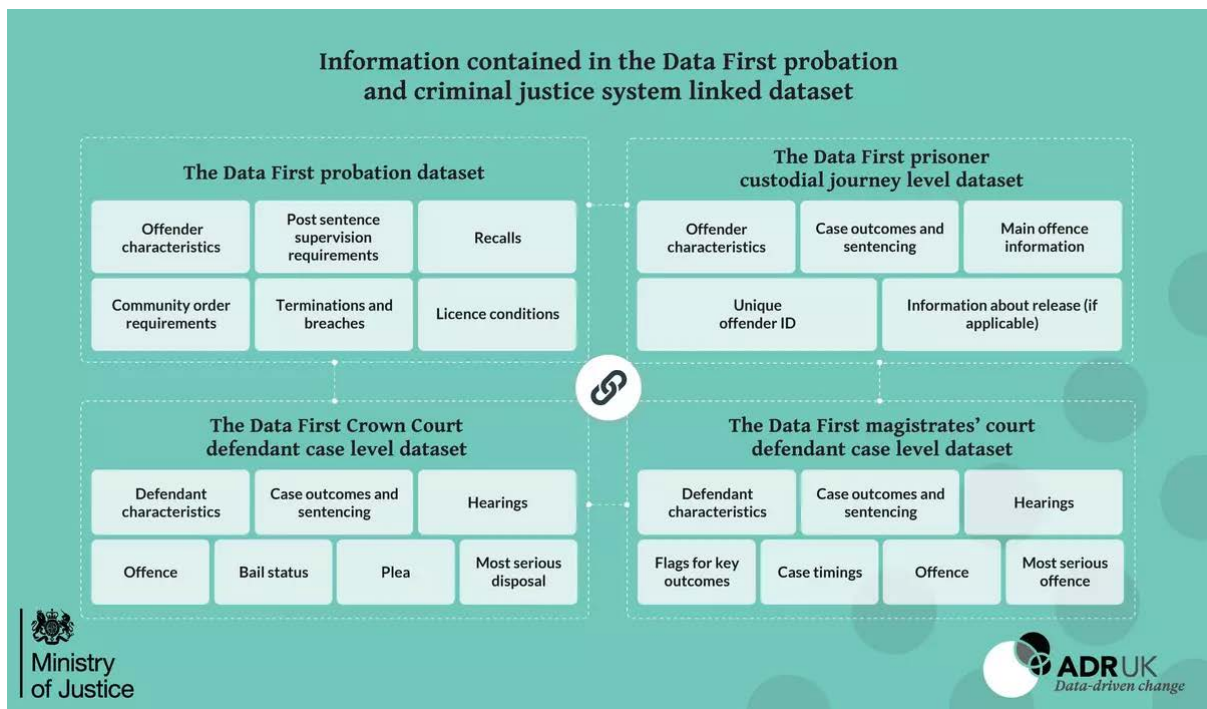 Information contained in the Data First probation
and criminal justice system linked dataset
The Data First probation dataset
Offender
characteristics
Post sentence
supervision
requirements
Recalls
Community order
requirements
Terminations and
breaches
Licence conditions
The Data First prisoner
custodial journey level dataset
Offender
characteristics
Case outcomes and
sentencing
Main offence
information
Unique
offender ID
Information about release (if
applicable)
The Data First Crown Court
defendant case level dataset
Defendant
characteristics
Case outcomes and
sentencing
Hearings
Offence
Bail status
Plea
Most serious
disposal
The Data First magistrates’ court
defendant case level dataset
Defendant
characteristics
Case outcomes and
sentencing
Hearings
Flags for key
outcomes
Case timings
Offence
Most serious
offence
Ministry
of Justice
ADRUK
Data-driven change